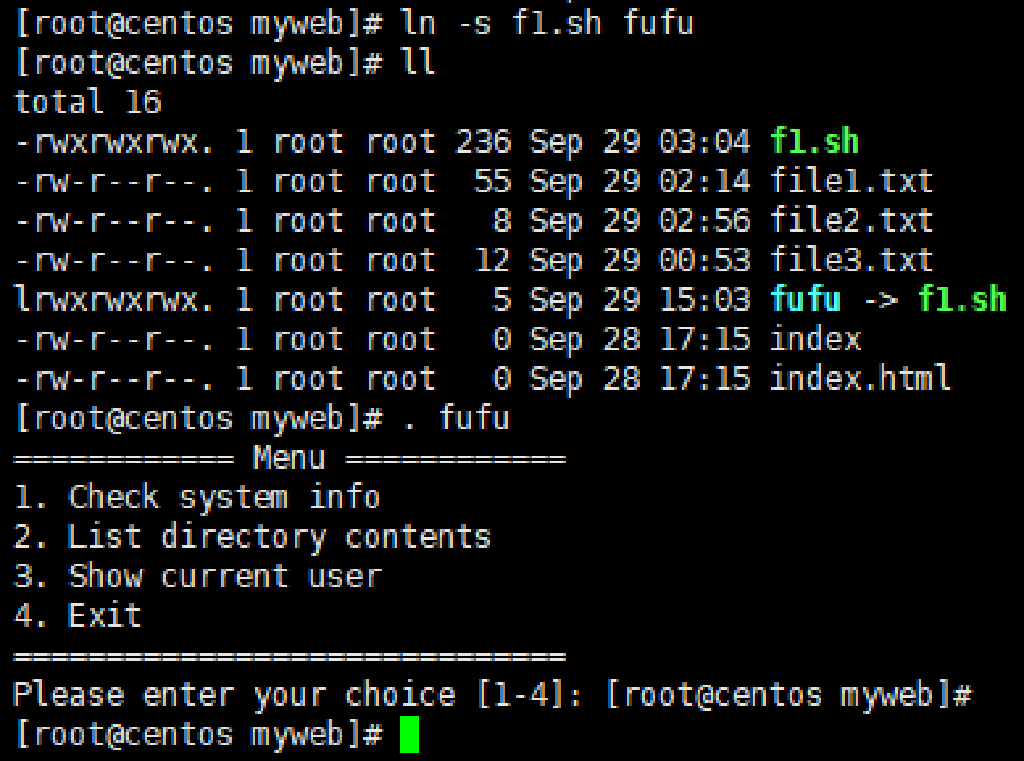 [root@centos myweb]# ln -s f1.sh fufu
[root@centos myweb]# ll
total 16
-rwxrwxrwx. 1 root root 236 Sep 29 03:04 f1.sh
-rw-r--r--. 1 root root  55 Sep 29 02:14 file1.txt
-rw-r--r--. 1 root root   8 Sep 29 02:56 file2.txt
-rw-r--r--. 1 root root  12 Sep 29 00:53 file3.txt
lrwxrwxrwx. 1 root root   5 Sep 29 15:03 fufu -> f1.sh
-rw-r--r--. 1 root root   0 Sep 28 17:15 index
-rw-r--r--. 1 root root   0 Sep 28 17:15 index.html
[root@centos myweb]# . fufu
============ Menu ============
1. Check system info
2. List directory contents
3. Show current user
4. Exit
==============================
Please enter your choice [1-4]: [root@centos myweb]#
[root@centos myweb]#